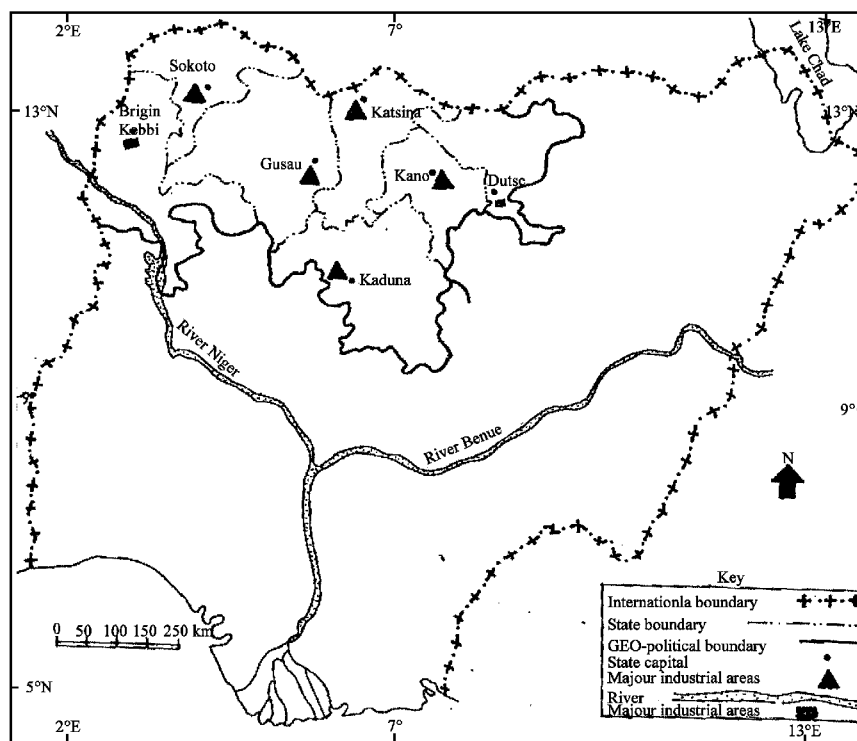 2°E
7°
13°E
Lake Chad
Sokoto
13°N
13°N
Brigin
Kebbi
Katsina
Gusau
Kano
Dutse
Kaduna
River Niger
9°
9°
River Benue
N
Key
Internationla boundary
State boundary
GEO-political boundary
State capital
Majour industrial areas
River
Majour industrial areas
0 50 100 150 250 km
5°N
2°E
7°
13°E